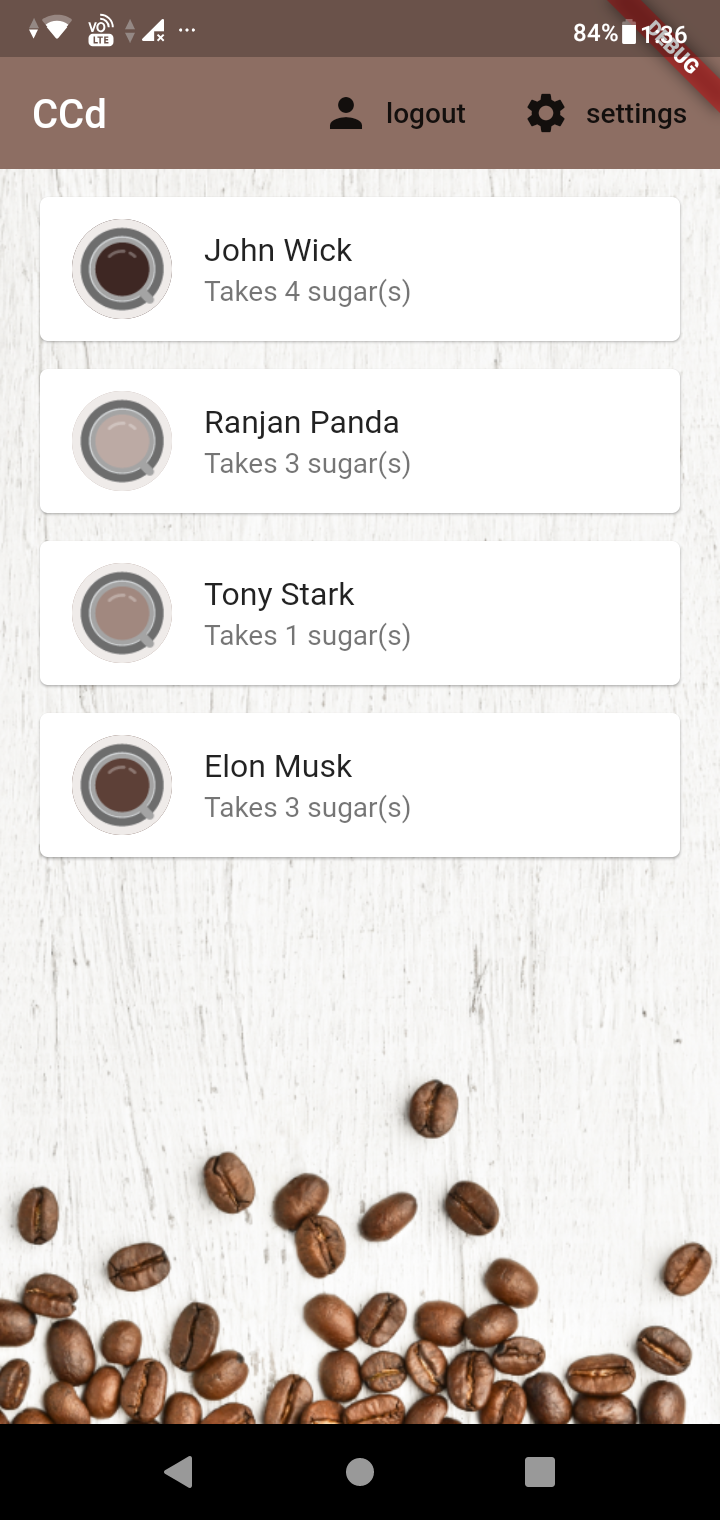 VO LTE 84% 1:36
DEBUG
CCd logout settings
John Wick
Takes 4 sugar(s)
Ranjan Panda
Takes 3 sugar(s)
Tony Stark
Takes 1 sugar(s)
Elon Musk
Takes 3 sugar(s)